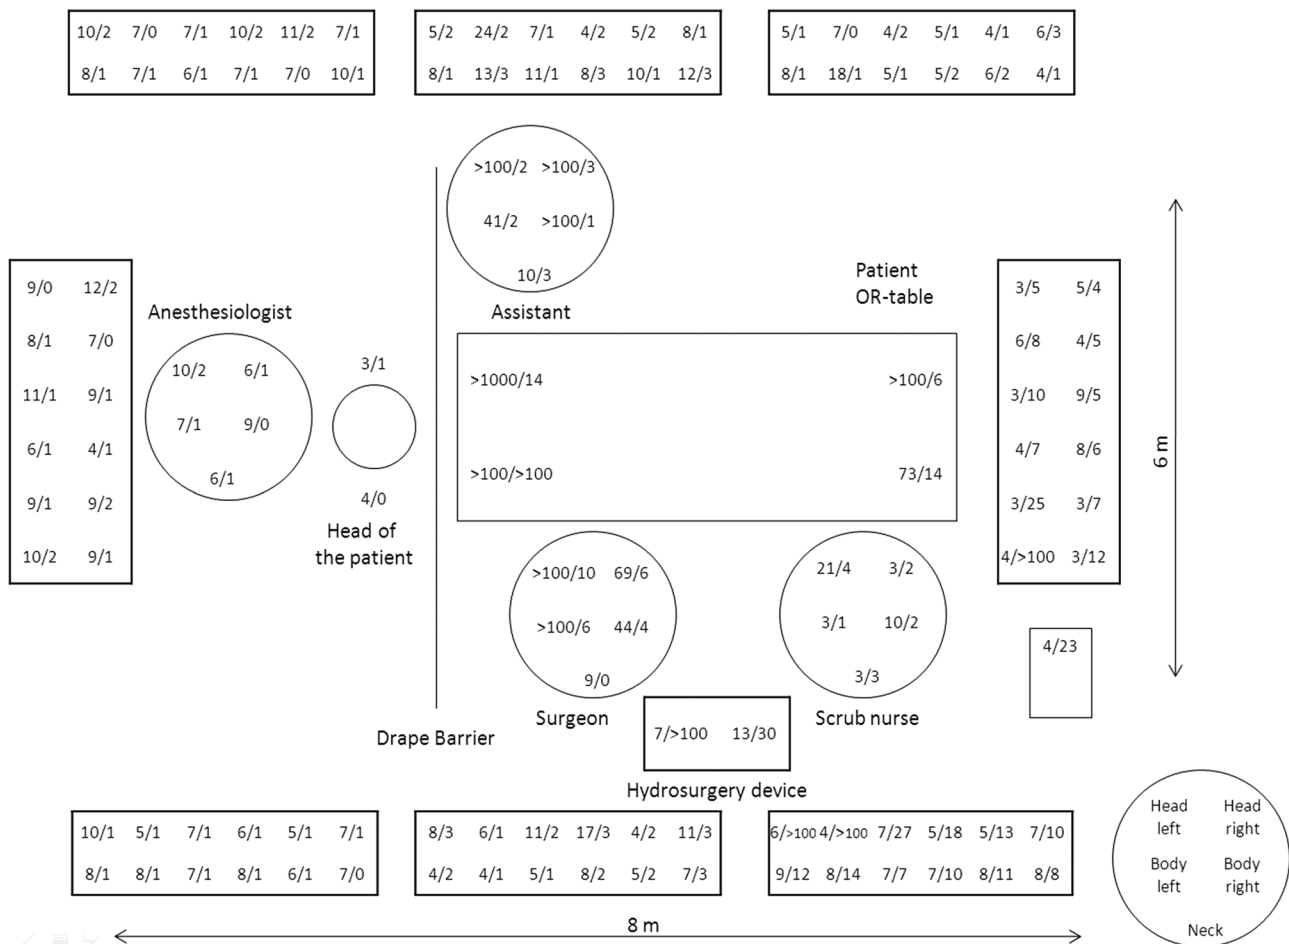 10/2 7/0 7/1 10/2 11/2 7/1
8/1 7/1 6/1 7/1 7/0 10/1
5/2 24/2 7/1 4/2 5/2 8/1
8/1 13/3 11/1 8/3 10/1 12/3
5/1 7/0 4/2 5/1 4/1 6/3
8/1 18/1 5/1 5/2 6/2 4/1
>100/2 >100/3
41/2 >100/1
10/3
Assistant
Patient
OR-table
9/0 12/2
8/1 7/0
11/1 9/1
6/1 4/1
9/1 9/2
10/2 9/1
Anesthesiologist
10/2 6/1
7/1 9/0
6/1
3/1
4/0
Head of
the patient
>1000/14 >100/6
>100/>100 73/14
3/5 5/4
6/8 4/5
3/10 9/5
4/7 8/6
3/25 3/7
4/>100 3/12
6 m
>100/10 69/6
>100/6 44/4
9/0
Surgeon
21/4 3/2
3/1 10/2
3/3
Scrub nurse
4/23
Drape Barrier
7/>100 13/30
Hydrosurgery device
10/1 5/1 7/1 6/1 5/1 7/1
8/1 8/1 7/1 8/1 6/1 7/0
8/3 6/1 11/2 17/3 4/2 11/3
4/2 4/1 5/1 8/2 5/2 7/3
6/>100 4/>100 7/27 5/18 5/13 7/10
9/12 8/14 7/7 7/10 8/11 8/8
Head Head
left right
Body Body
left right
Neck
8 m